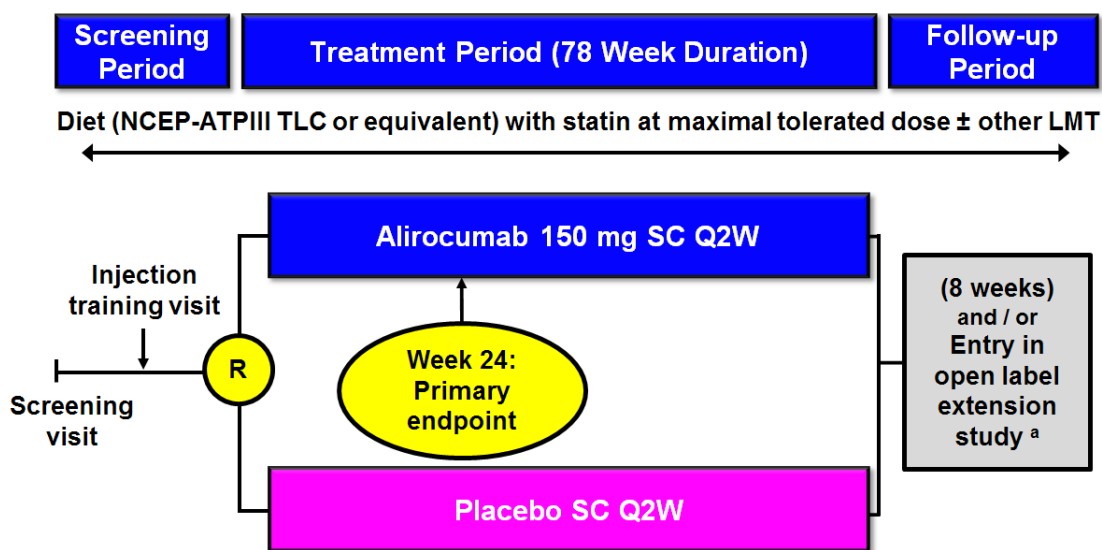 Screening
Period
Treatment Period (78 Week Duration)
Follow-up
Period
Diet (NCEP-ATPIII TLC or equivalent) with statin at maximal tolerated dose ± other LMT
Alirocumab 150 mg SC Q2W
Injection
training visit
R
Screening
visit
Week 24:
Primary
endpoint
(8 weeks)
and / or
Entry in
open label
extension
study a
Placebo SC Q2W